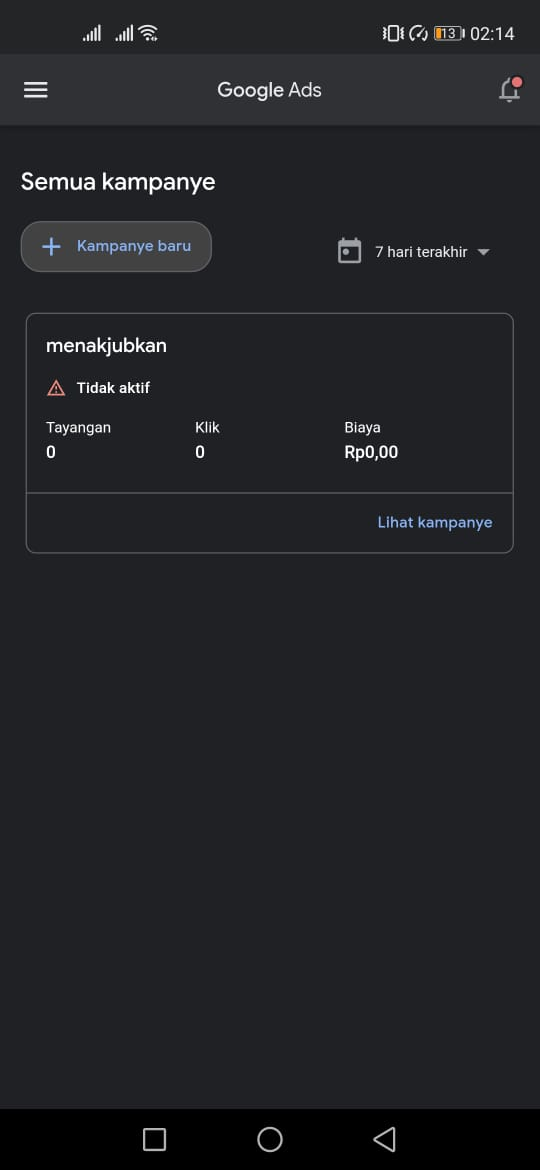 13 02:14
Google Ads
Semua kampanye
Kampanye baru
7 hari terakhir
menakjubkan
Tidak aktif
Tayangan Klik Biaya
0 0 Rp0,00
Lihat kampanye